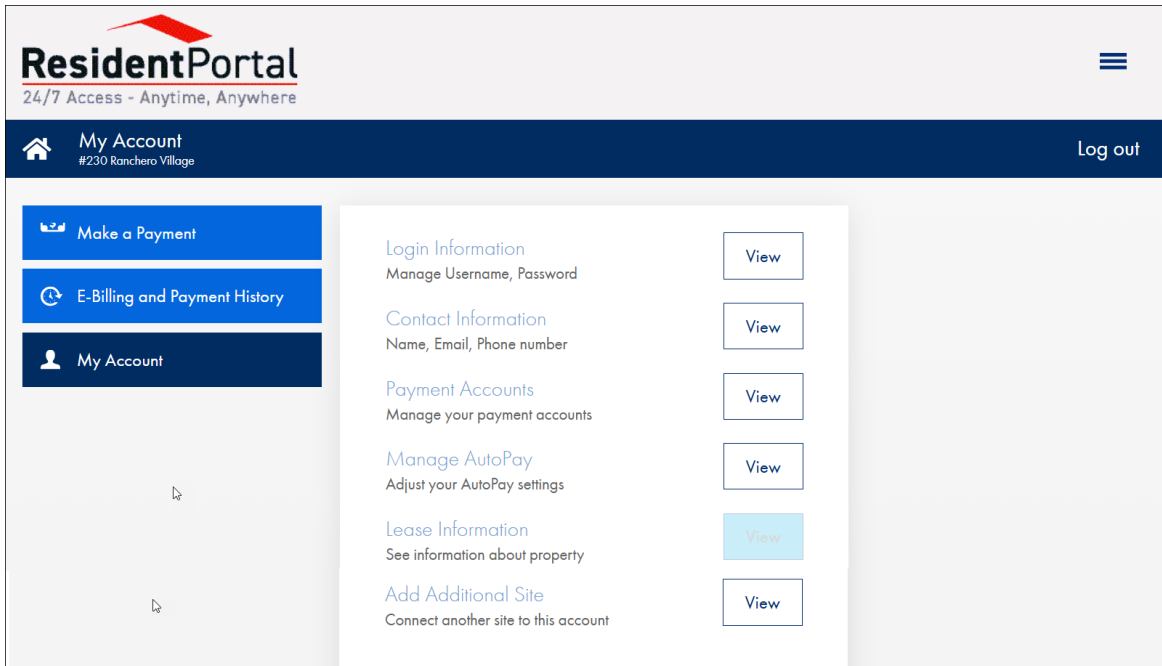 ResidentPortal
24/7 Access - Anytime, Anywhere
My Account
#230 Ranchero Village
Log out
Make a Payment
E-Billing and Payment History
My Account
Login Information
Manage Username, Password
View
Contact Information
Name, Email, Phone number
View
Payment Accounts
Manage your payment accounts
View
Manage AutoPay
Adjust your AutoPay settings
View
Lease Information
See information about property
View
Add Additional Site
Connect another site to this account
View